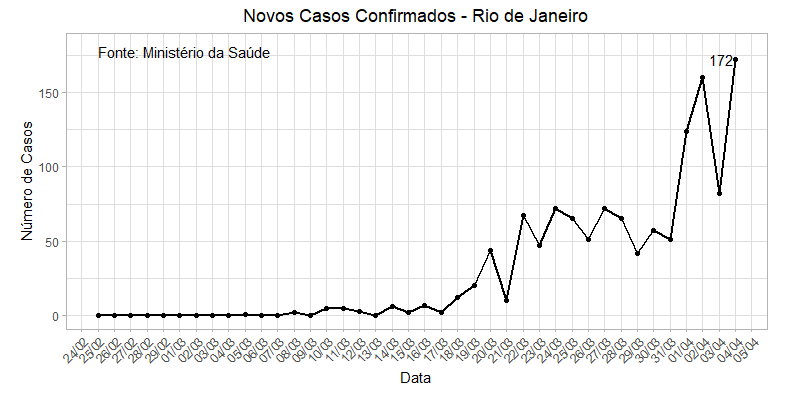 Novos Casos Confirmados - Rio de Janeiro
Fonte: Ministério da Saúde
172
Número de Casos
150
100
50
0
24/02 25/02 26/02 27/02 28/02 29/02 01/03 02/03 03/03 04/03 05/03 06/03 07/03 08/03 09/03 10/03 11/03 12/03 13/03 14/03 15/03 16/03 17/03 18/03 19/03 20/03 21/03 22/03 23/03 24/03 25/03 26/03 27/03 28/03 29/03 30/03 31/03 01/04 02/04 03/04 04/04 05/04
Data